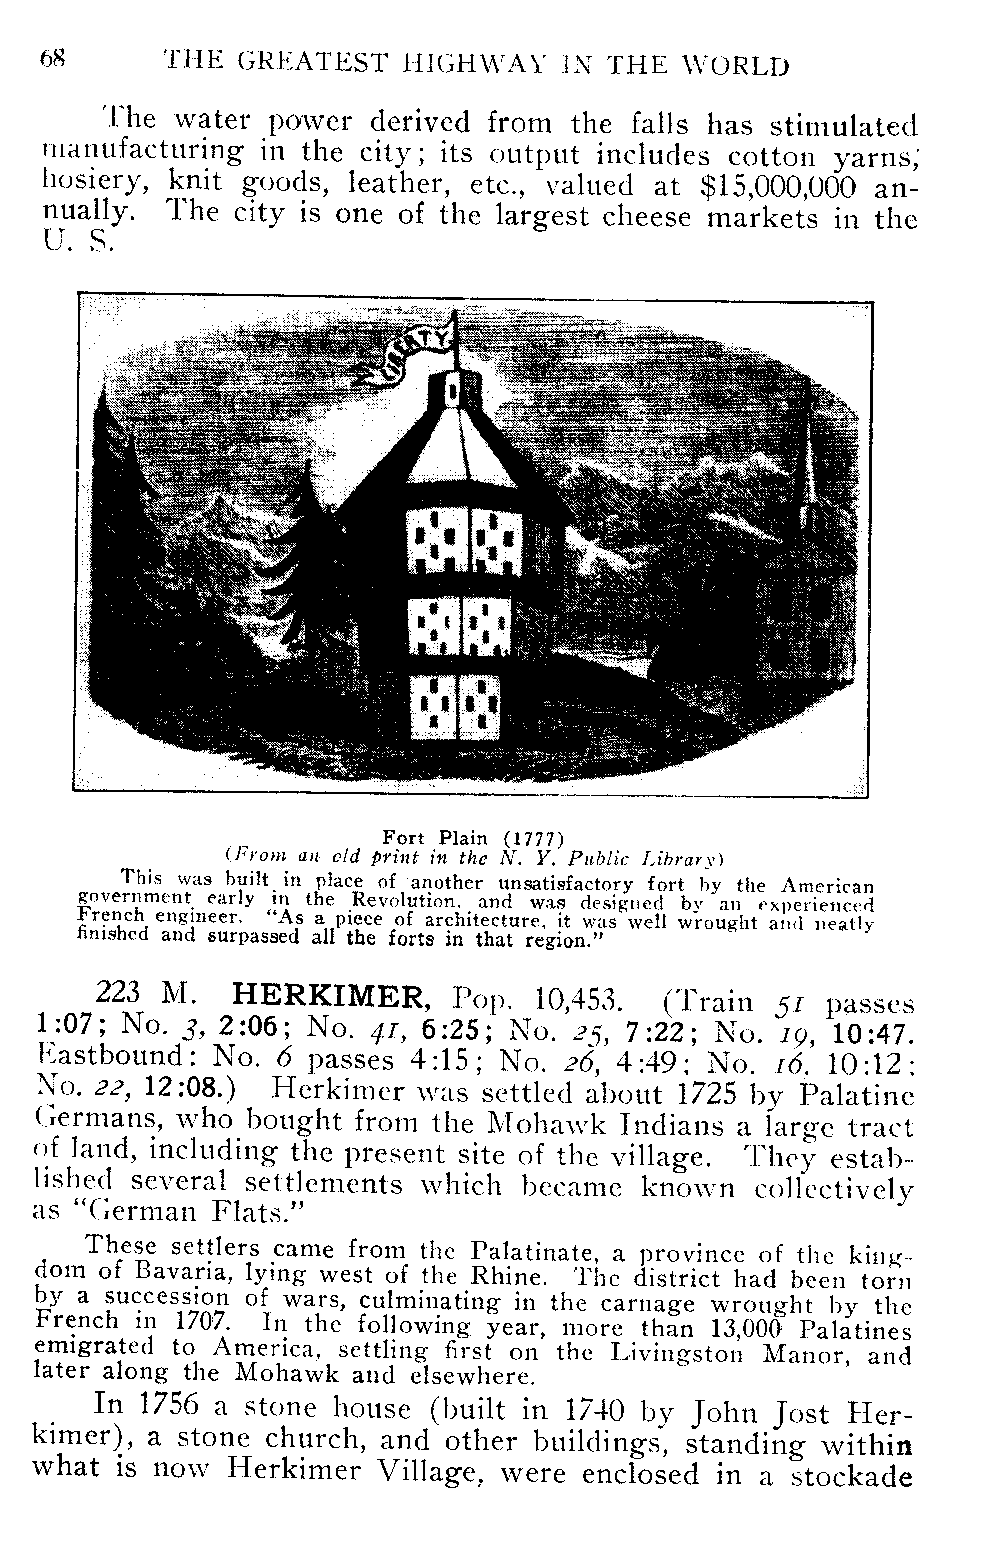 68 THE GREATEST HIGHWAY IN THE WORLD
The water power derived from the falls has stimulated
manufacturing in the city; its output includes cotton yarns,
hosiery, knit goods, leather, etc., valued at $15,000,000 an-
nually. The city is one of the largest cheese markets in the
U. S.
LIBERTY
Fort Plain (1777)
(From an old print in the N. Y. Public Library)
This was built in place of another unsatisfactory fort by the American
government early in the Revolution, and was designed by an experienced
French engineer. “As a piece of architecture, it was well wrought and neatly
finished and surpassed all the forts in that region.”
223 M. HERKIMER, Pop. 10,453. (Train 51 passes
1:07; No. 3, 2:06; No. 41, 6:25; No. 25, 7:22; No. 19, 10:47.
Eastbound: No. 6 passes 4:15; No. 26, 4:49; No. 16, 10:12;
No. 22, 12:08.) Herkimer was settled about 1725 by Palatine
Germans, who bought from the Mohawk Indians a large tract
of land, including the present site of the village. They estab-
lished several settlements which became known collectively
as “German Flats.”
These settlers came from the Palatinate, a province of the king-
dom of Bavaria, lying west of the Rhine. The district had been torn
by a succession of wars, culminating in the carnage wrought by the
French in 1707. In the following year, more than 13,000 Palatines
emigrated to America, settling first on the Livingston Manor, and
later along the Mohawk and elsewhere.
In 1756 a stone house (built in 1740 by John Jost Her-
kimer), a stone church, and other buildings, standing within
what is now Herkimer Village, were enclosed in a stockade